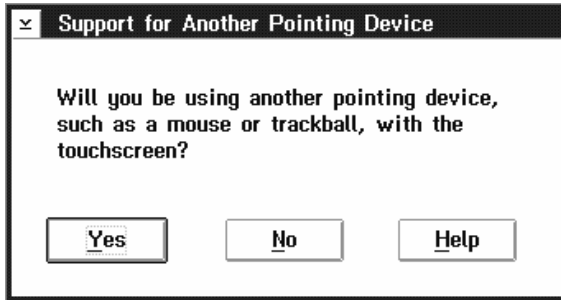 Support for Another Pointing Device
Will you be using another pointing device,
such as a mouse or trackball, with the
touchscreen?
Yes
No
Help